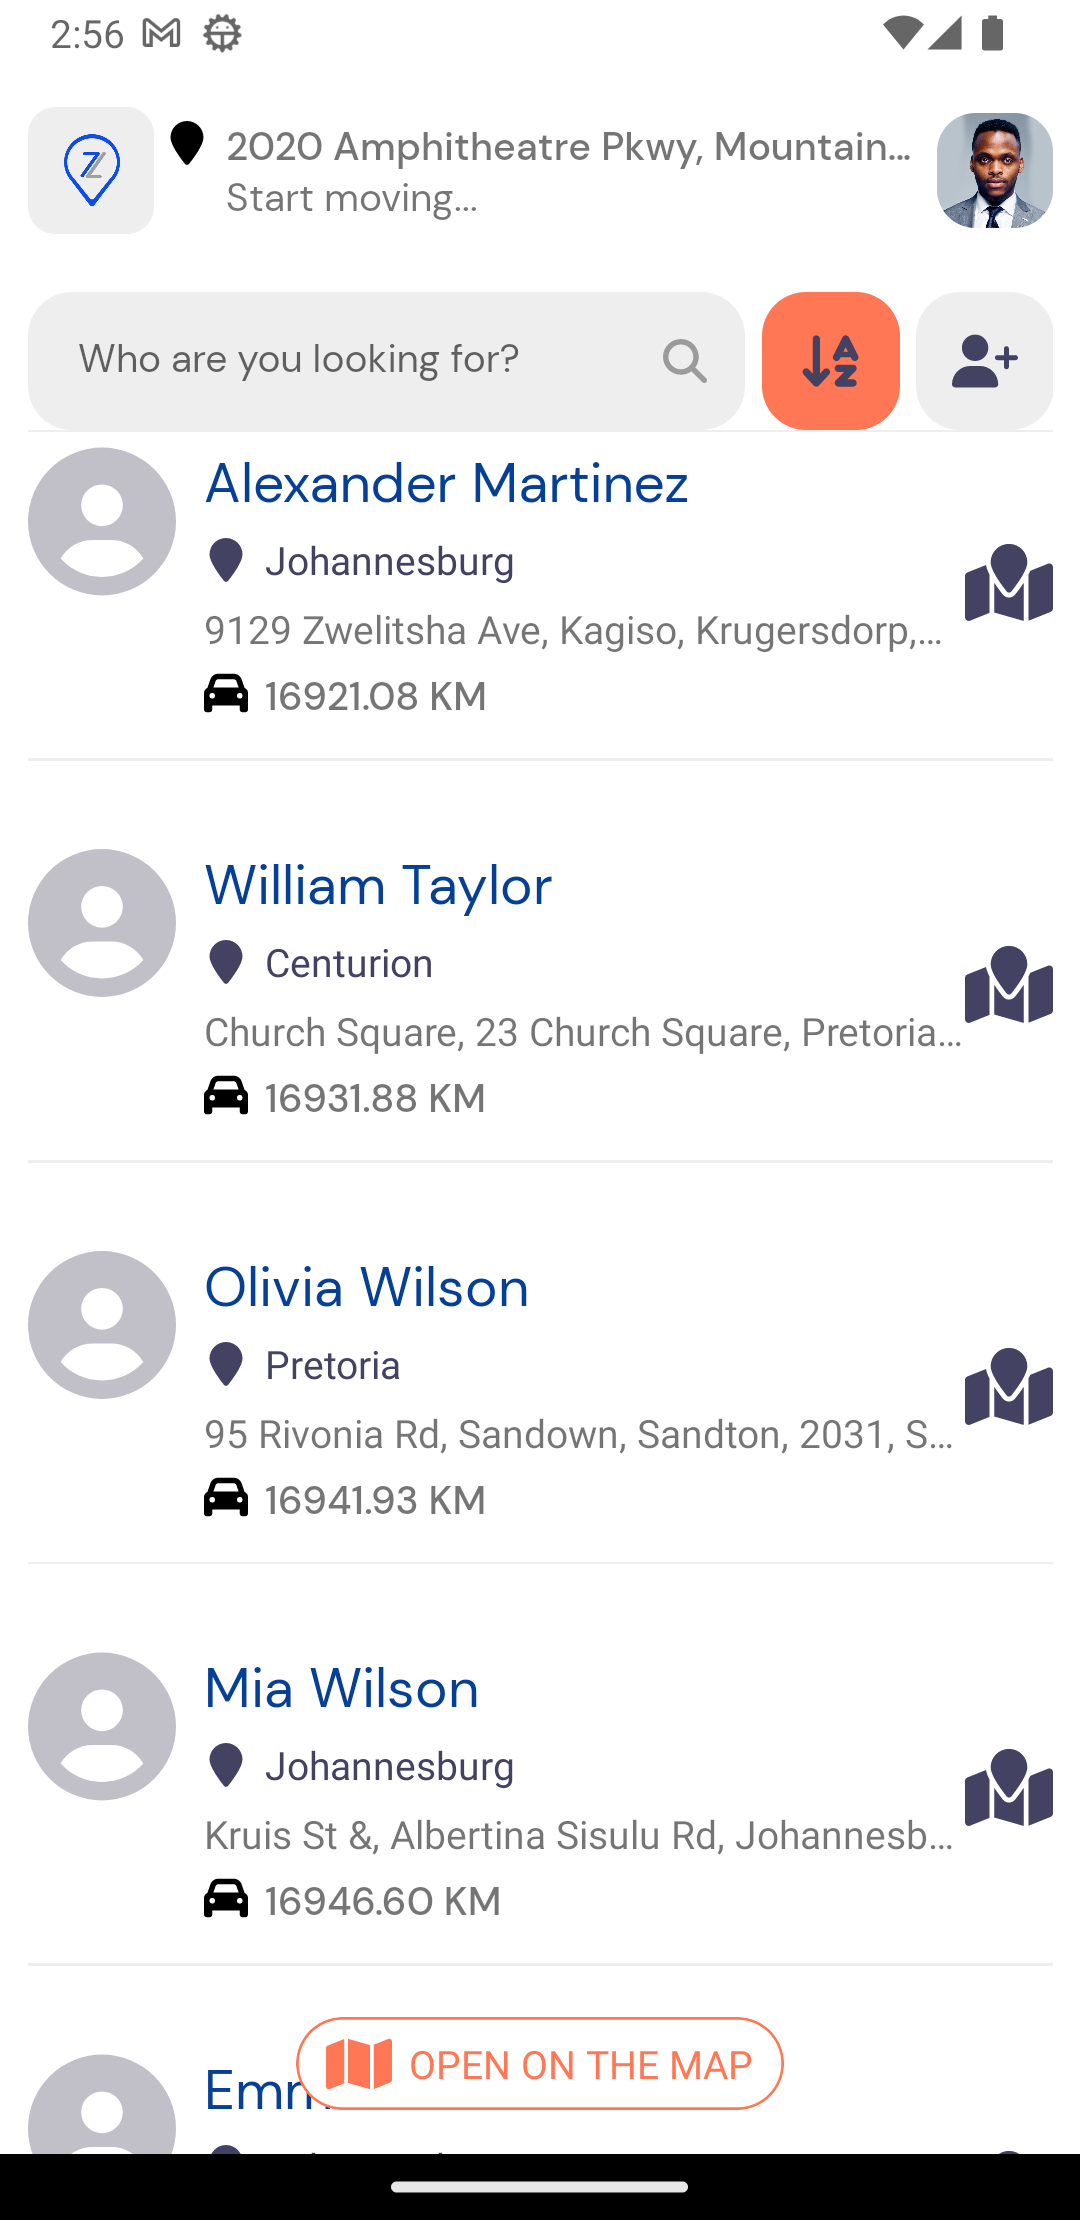 2:56
2020 Amphitheatre Pkwy, Mountain...
Start moving...
Who are you looking for?
Alexander Martinez
Johannesburg
9129 Zwelitsha Ave, Kagiso, Krugersdorp,...
16921.08 KM
William Taylor
Centurion
Church Square, 23 Church Square, Pretoria...
16931.88 KM
Olivia Wilson
Pretoria
95 Rivonia Rd, Sandown, Sandton, 2031, S...
16941.93 KM
Mia Wilson
Johannesburg
Kruis St &, Albertina Sisulu Rd, Johannesb...
16946.60 KM
OPEN ON THE MAP